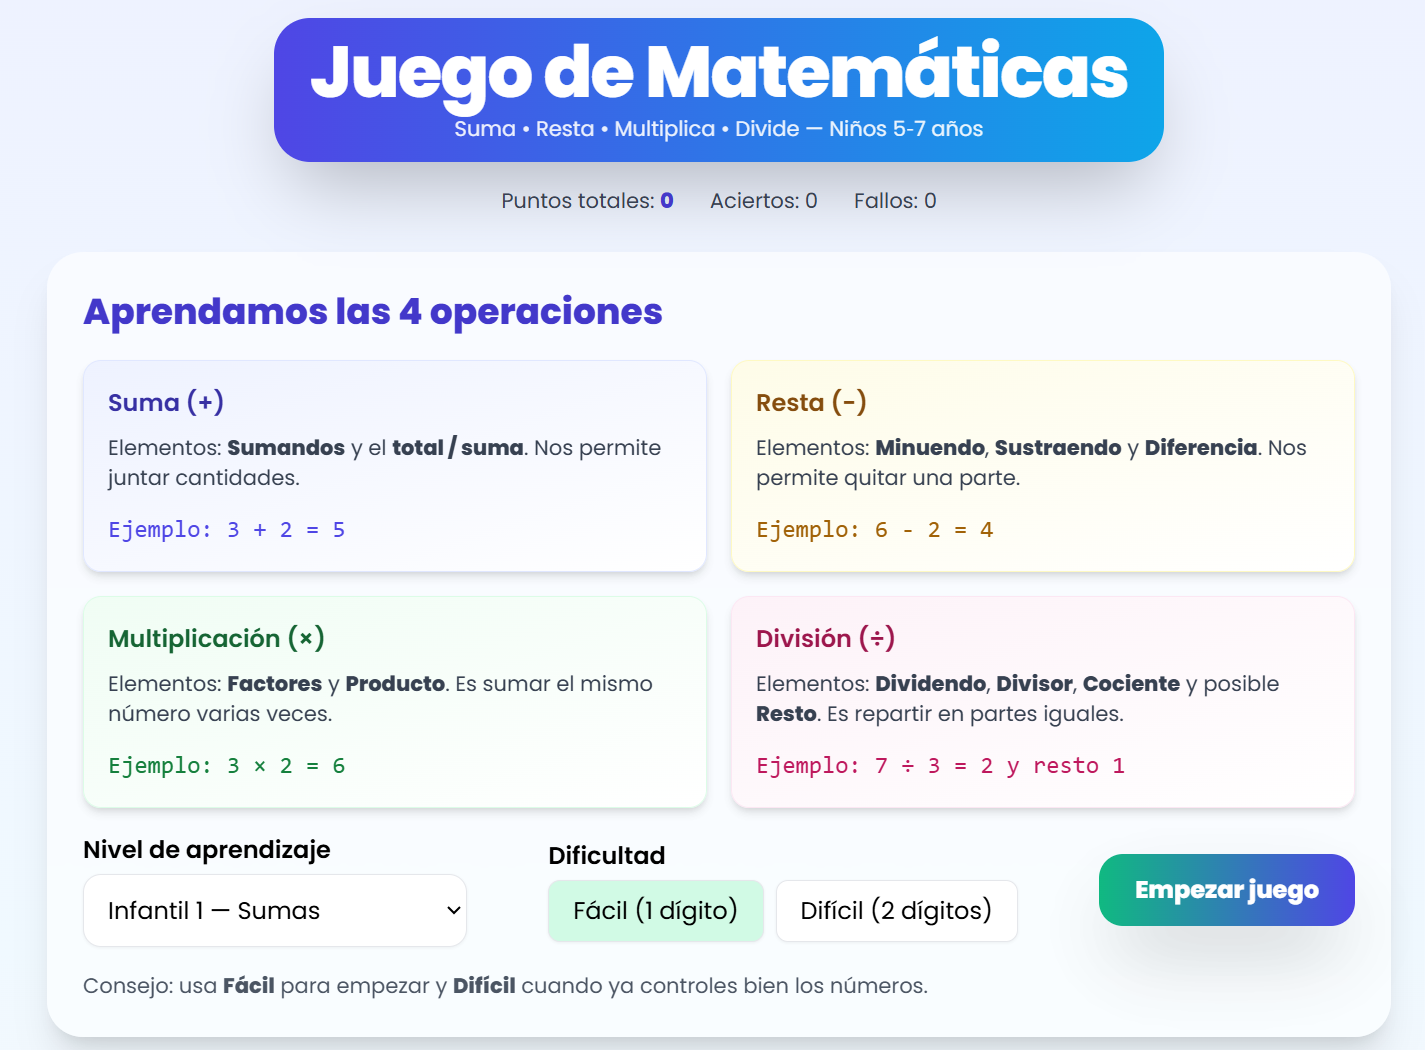 Juego de Matemáticas
Suma • Resta • Multiplica • Divide — Niños 5-7 años
Puntos totales: 0 Aciertos: 0 Fallos: 0
Aprendamos las 4 operaciones
Suma (+)
Elementos: Sumandos y el total / suma. Nos permite
juntar cantidades.
Ejemplo: 3 + 2 = 5
Resta (−)
Elementos: Minuendo, Sustraendo y Diferencia. Nos
permite quitar una parte.
Ejemplo: 6 - 2 = 4
Multiplicación (×)
Elementos: Factores y Producto. Es sumar el mismo
número varias veces.
Ejemplo: 3 × 2 = 6
División (÷)
Elementos: Dividendo, Divisor, Cociente y posible
Resto. Es repartir en partes iguales.
Ejemplo: 7 ÷ 3 = 2 y resto 1
Nivel de aprendizaje
Infantil 1 — Sumas
Dificultad
Fácil (1 dígito)
Difícil (2 dígitos)
Empezar juego
Consejo: usa Fácil para empezar y Difícil cuando ya controles bien los números.